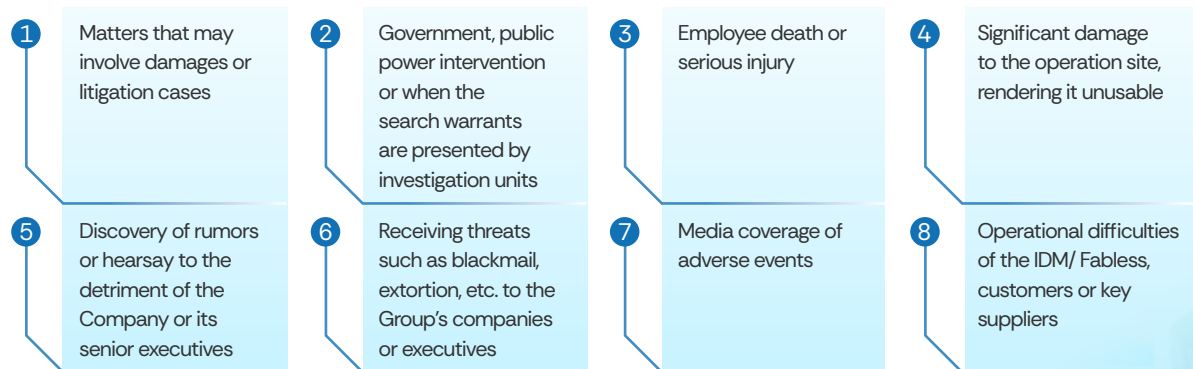 1
Matters that may
involve damages or
litigation cases
2
Government, public
power intervention
or when the
search warrants
are presented by
investigation units
3
Employee death or
serious injury
4
Significant damage
to the operation site,
rendering it unusable
5
Discovery of rumors
or hearsay to the
detriment of the
Company or its
senior executives
6
Receiving threats
such as blackmail,
extortion, etc. to the
Group's companies
or executives
7
Media coverage of
adverse events
8
Operational difficulties
of the IDM/ Fabless,
customers or key
suppliers